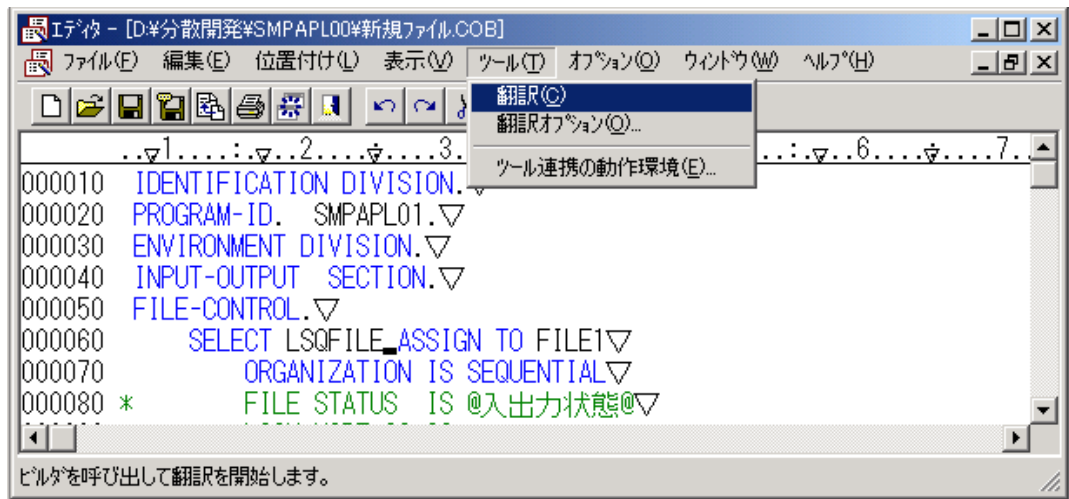 ｴﾃﾞｨﾀ - [D:¥分散開発¥SMPAPL00¥新規ﾌｧｲﾙ.COB]
ﾌｧｲﾙ(F) 編集(E) 位置付け(L) 表示(V) ﾂｰﾙ(T) ｵﾌﾟｼｮﾝ(O) ｳｨﾝﾄﾞｳ(W) ﾍﾙﾌﾟ(H)
翻訳(C)
翻訳ｵﾌﾟｼｮﾝ(O)...
ﾂｰﾙ連携の動作環境(E)...
..▽1....:.▽..2....▽....3. ..:.▽..6....▽....7..
000010 IDENTIFICATION DIVISION.▽
000020 PROGRAM-ID. SMPAPL01.▽
000030 ENVIRONMENT DIVISION.▽
000040 INPUT-OUTPUT SECTION.▽
000050 FILE-CONTROL.▽
000060 SELECT LSQFILE ASSIGN TO FILE1▽
000070 ORGANIZATION IS SEQUENTIAL▽
000080 * FILE STATUS IS @入出力状態@▽
ﾋﾞﾙﾀﾞを呼び出して翻訳を開始します。